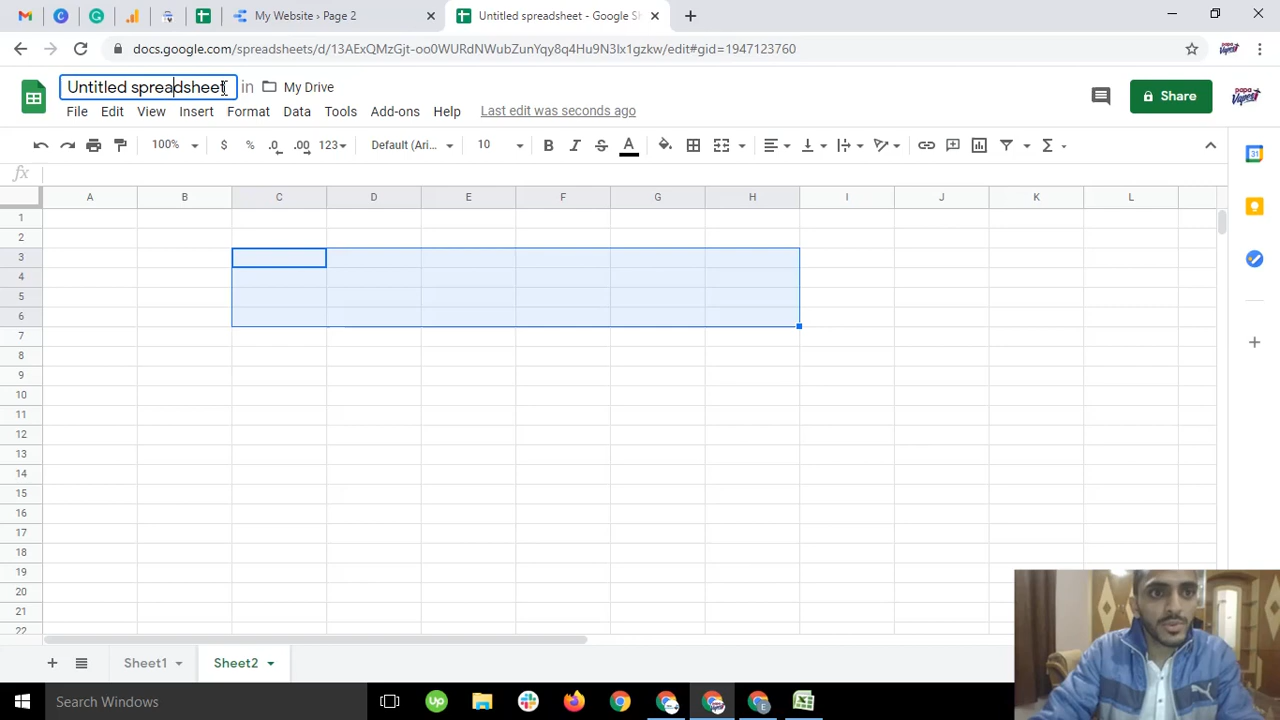 My Website › Page 2
Untitled spreadsheet - Google Sh
docs.google.com/spreadsheets/d/13AExQMzGjt-oo0WURdNWubZunYqy8q4Hu9N3lx1gzkw/edit#gid=1947123760
Untitled spreadsheet in My Drive
File Edit View Insert Format Data Tools Add-ons Help Last edit was seconds ago
Share
100% $ % .0 .00 123 Default (Ari... 10 B I S A Σ
fx
A B C D E F G H I J K L
1
2
3
4
5
6
7
8
9
10
11
12
13
14
15
16
17
18
19
20
21
22
Sheet1 Sheet2
Search Windows